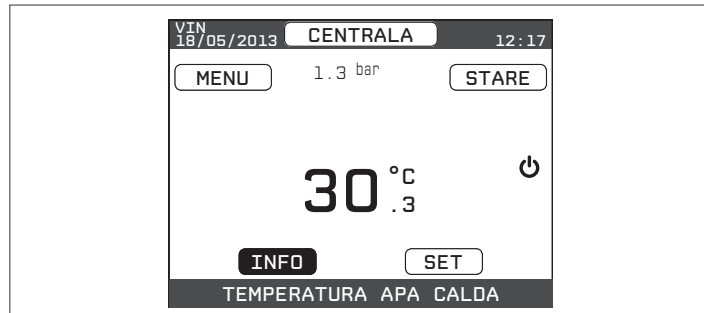 VIN
18/05/2013 CENTRALA 12:17
MENU 1.3 bar STARE
30.3 °C
INFO SET
TEMPERATURA APA CALDA